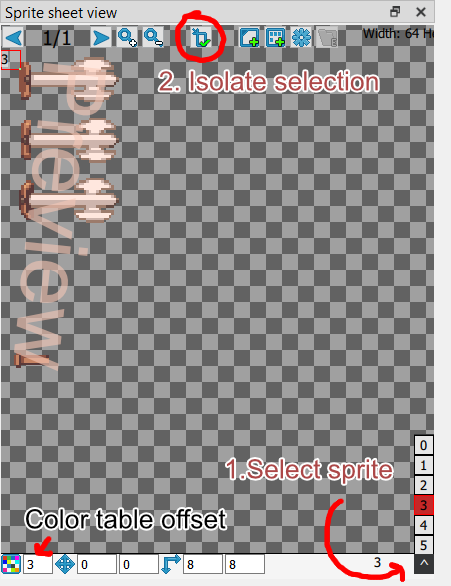 Sprite sheet view
1/1
Width: 64 He
3
2. Isolate selection
preview
0
1
1.Select sprite
2
3
4
Color table offset
5
3
0
0
8
8
3
^